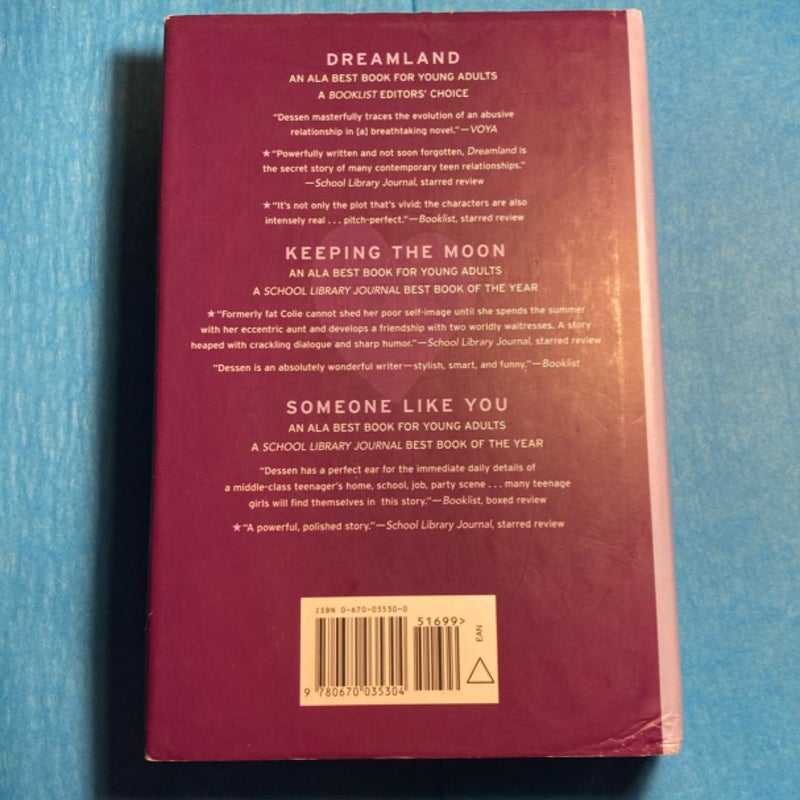 DREAMLAND
AN ALA BEST BOOK FOR YOUNG ADULTS
A BOOKLIST EDITORS' CHOICE
"Dessen masterfully traces the evolution of an abusive
relationship in [a] breathtaking novel."—VOYA
★"Powerfully written and not soon forgotten, Dreamland is
the secret story of many contemporary teen relationships."
—School Library Journal, starred review
★"It's not only the plot that's vivid; the characters are also
intensely real . . . pitch-perfect."—Booklist, starred review
KEEPING THE MOON
AN ALA BEST BOOK FOR YOUNG ADULTS
A SCHOOL LIBRARY JOURNAL BEST BOOK OF THE YEAR
★"Formerly fat Colie cannot shed her poor self-image until she spends the summer
with her eccentric aunt and develops a friendship with two worldly waitresses. A story
heaped with crackling dialogue and sharp humor."—School Library Journal, starred review
"Dessen is an absolutely wonderful writer—stylish, smart, and funny."—Booklist
SOMEONE LIKE YOU
AN ALA BEST BOOK FOR YOUNG ADULTS
A SCHOOL LIBRARY JOURNAL BEST BOOK OF THE YEAR
"Dessen has a perfect ear for the immediate daily details of
a middle-class teenager's home, school, job, party scene . . . many teenage
girls will find themselves in this story."—Booklist, boxed review
★"A powerful, polished story."—School Library Journal, starred review
ISBN 0-670-03530-0
51699>
EAN
9 780670 035304